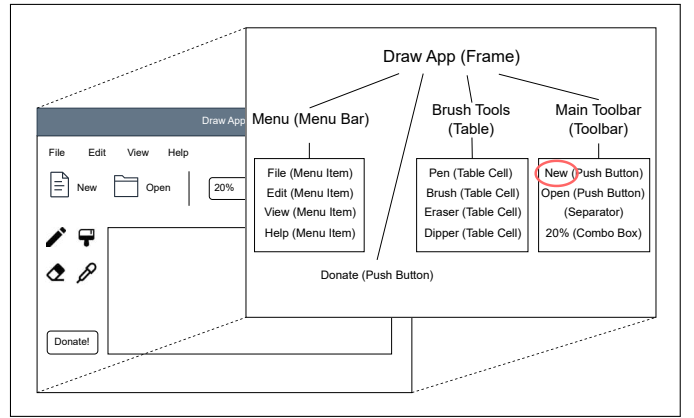 Draw App (Frame)
Menu (Menu Bar)
Brush Tools
(Table)
Main Toolbar
(Toolbar)
File (Menu Item)
Edit (Menu Item)
View (Menu Item)
Help (Menu Item)
Pen (Table Cell)
Brush (Table Cell)
Eraser (Table Cell)
Dipper (Table Cell)
New (Push Button)
Open (Push Button)
(Separator)
20% (Combo Box)
Donate (Push Button)
Draw App
File Edit View Help
New Open 20%
Donate!